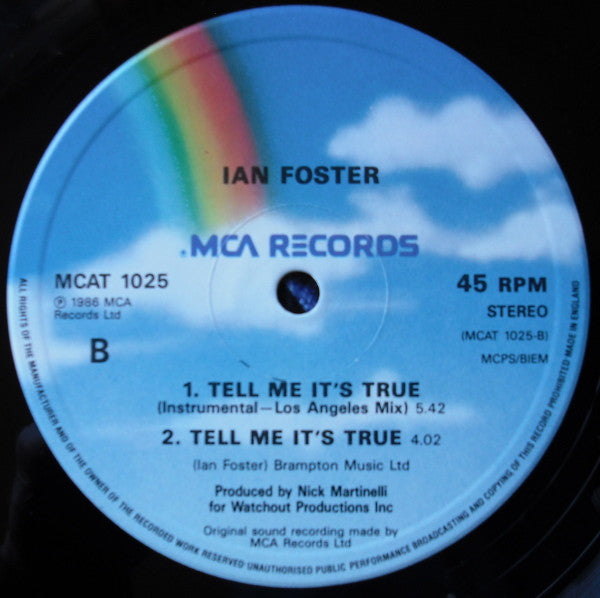 IAN FOSTER
MCA RECORDS
MCAT 1025
℗ 1986 MCA
Records Ltd
B
45 RPM
STEREO
(MCAT 1025-B)
MCPS/BIEM
1. TELL ME IT'S TRUE
(Instrumental—Los Angeles Mix) 5.42
2. TELL ME IT'S TRUE 4.02
(Ian Foster) Brampton Music Ltd
Produced by Nick Martinelli
for Watchout Productions Inc
Original sound recording made by
MCA Records Ltd
ALL RIGHTS OF THE MANUFACTURER AND OF THE OWNER OF THE RECORDED WORK RESERVED UNAUTHORISED PUBLIC PERFORMANCE BROADCASTING AND COPYING OF THIS RECORD PROHIBITED MADE IN ENGLAND